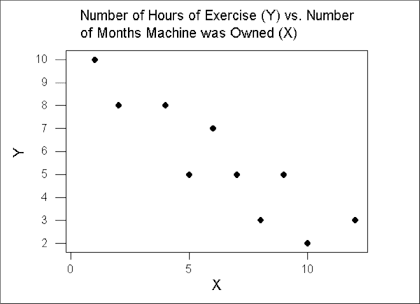 Number of Hours of Exercise (Y) vs. Number
of Months Machine was Owned (X)
10
9
8
7
6
5
4
3
2
Y
0 5 10
X